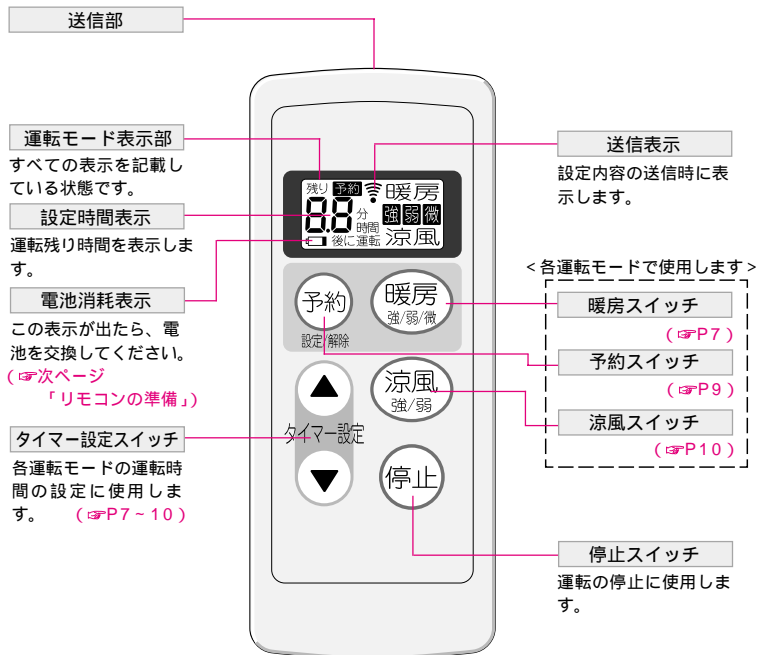 送信部
運転モード表示部
すべての表示を記載し
ている状態です。
設定時間表示
運転残り時間を表示しま
す。
電池消耗表示
この表示が出たら、電
池を交換してください。
(☞次ページ
「リモコンの準備」)
タイマー設定スイッチ
各運転モードの運転時
間の設定に使用しま
す。 (☞P7~10)
残り 予約 暖房
88 分 強 弱 微
時間
後に運転 涼風
予約
設定/解除
暖房
強/弱/微
涼風
強/弱
タイマー設定
停止
送信表示
設定内容の送信時に表
示します。
<各運転モードで使用します>
暖房スイッチ
(☞P7)
予約スイッチ
(☞P9)
涼風スイッチ
(☞P10)
停止スイッチ
運転の停止に使用しま
す。